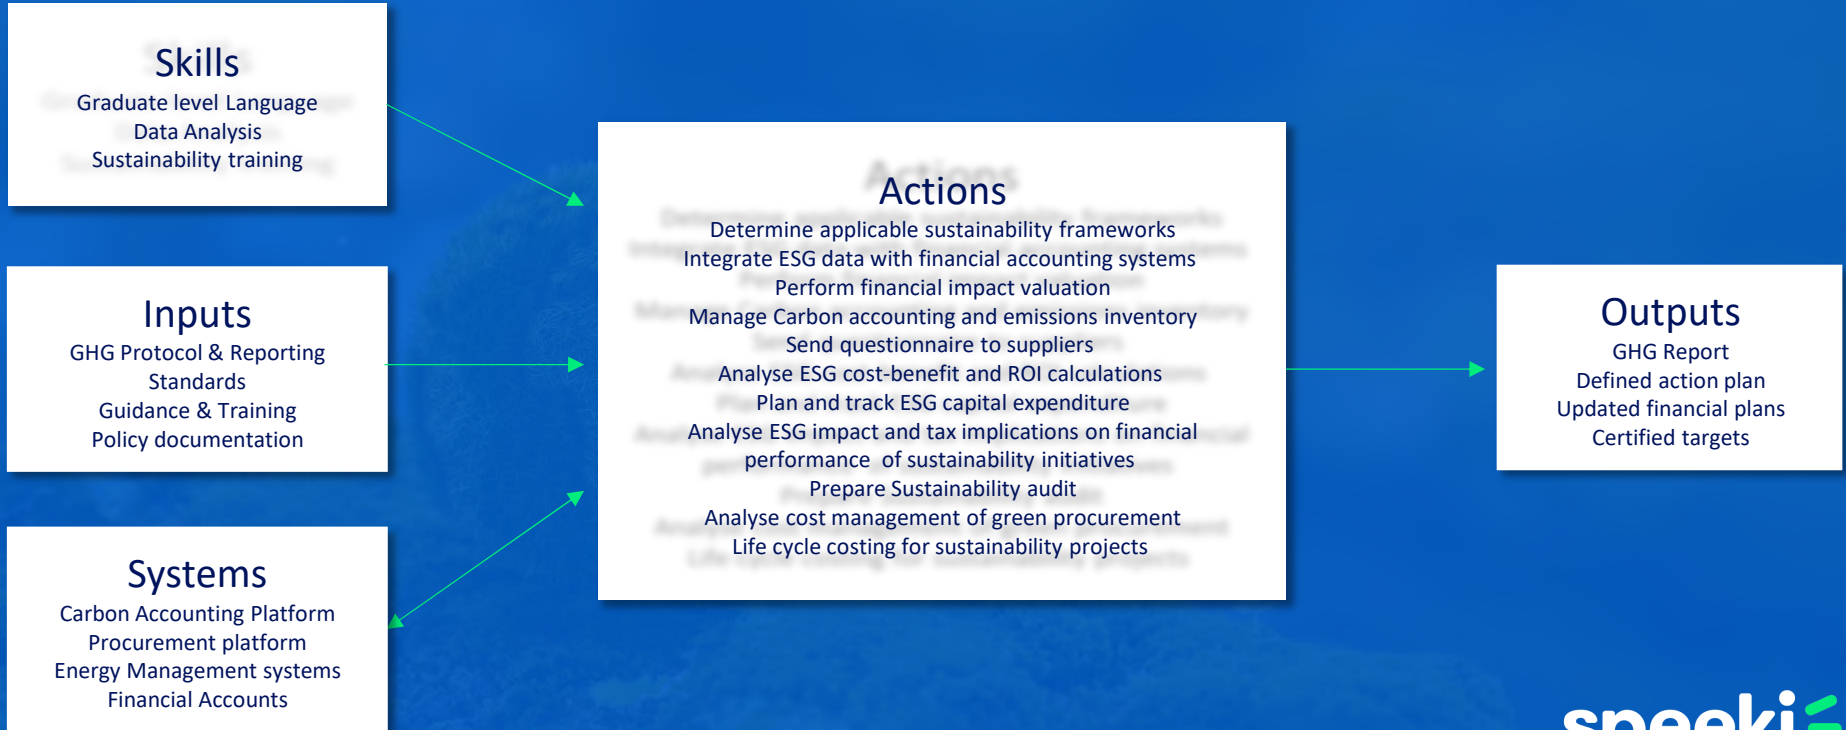 Skills
Graduate level Language
Data Analysis
Sustainability training
Inputs
GHG Protocol & Reporting
Standards
Guidance & Training
Policy documentation
Systems
Carbon Accounting Platform
Procurement platform
Energy Management systems
Financial Accounts
Actions
Determine applicable sustainability frameworks
Integrate ESG data with financial accounting systems
Perform financial impact valuation
Manage Carbon accounting and emissions inventory
Send questionnaire to suppliers
Analyse ESG cost-benefit and ROI calculations
Plan and track ESG capital expenditure
Analyse ESG impact and tax implications on financial
performance of sustainability initiatives
Prepare Sustainability audit
Analyse cost management of green procurement
Life cycle costing for sustainability projects
Outputs
GHG Report
Defined action plan
Updated financial plans
Certified targets
speeki